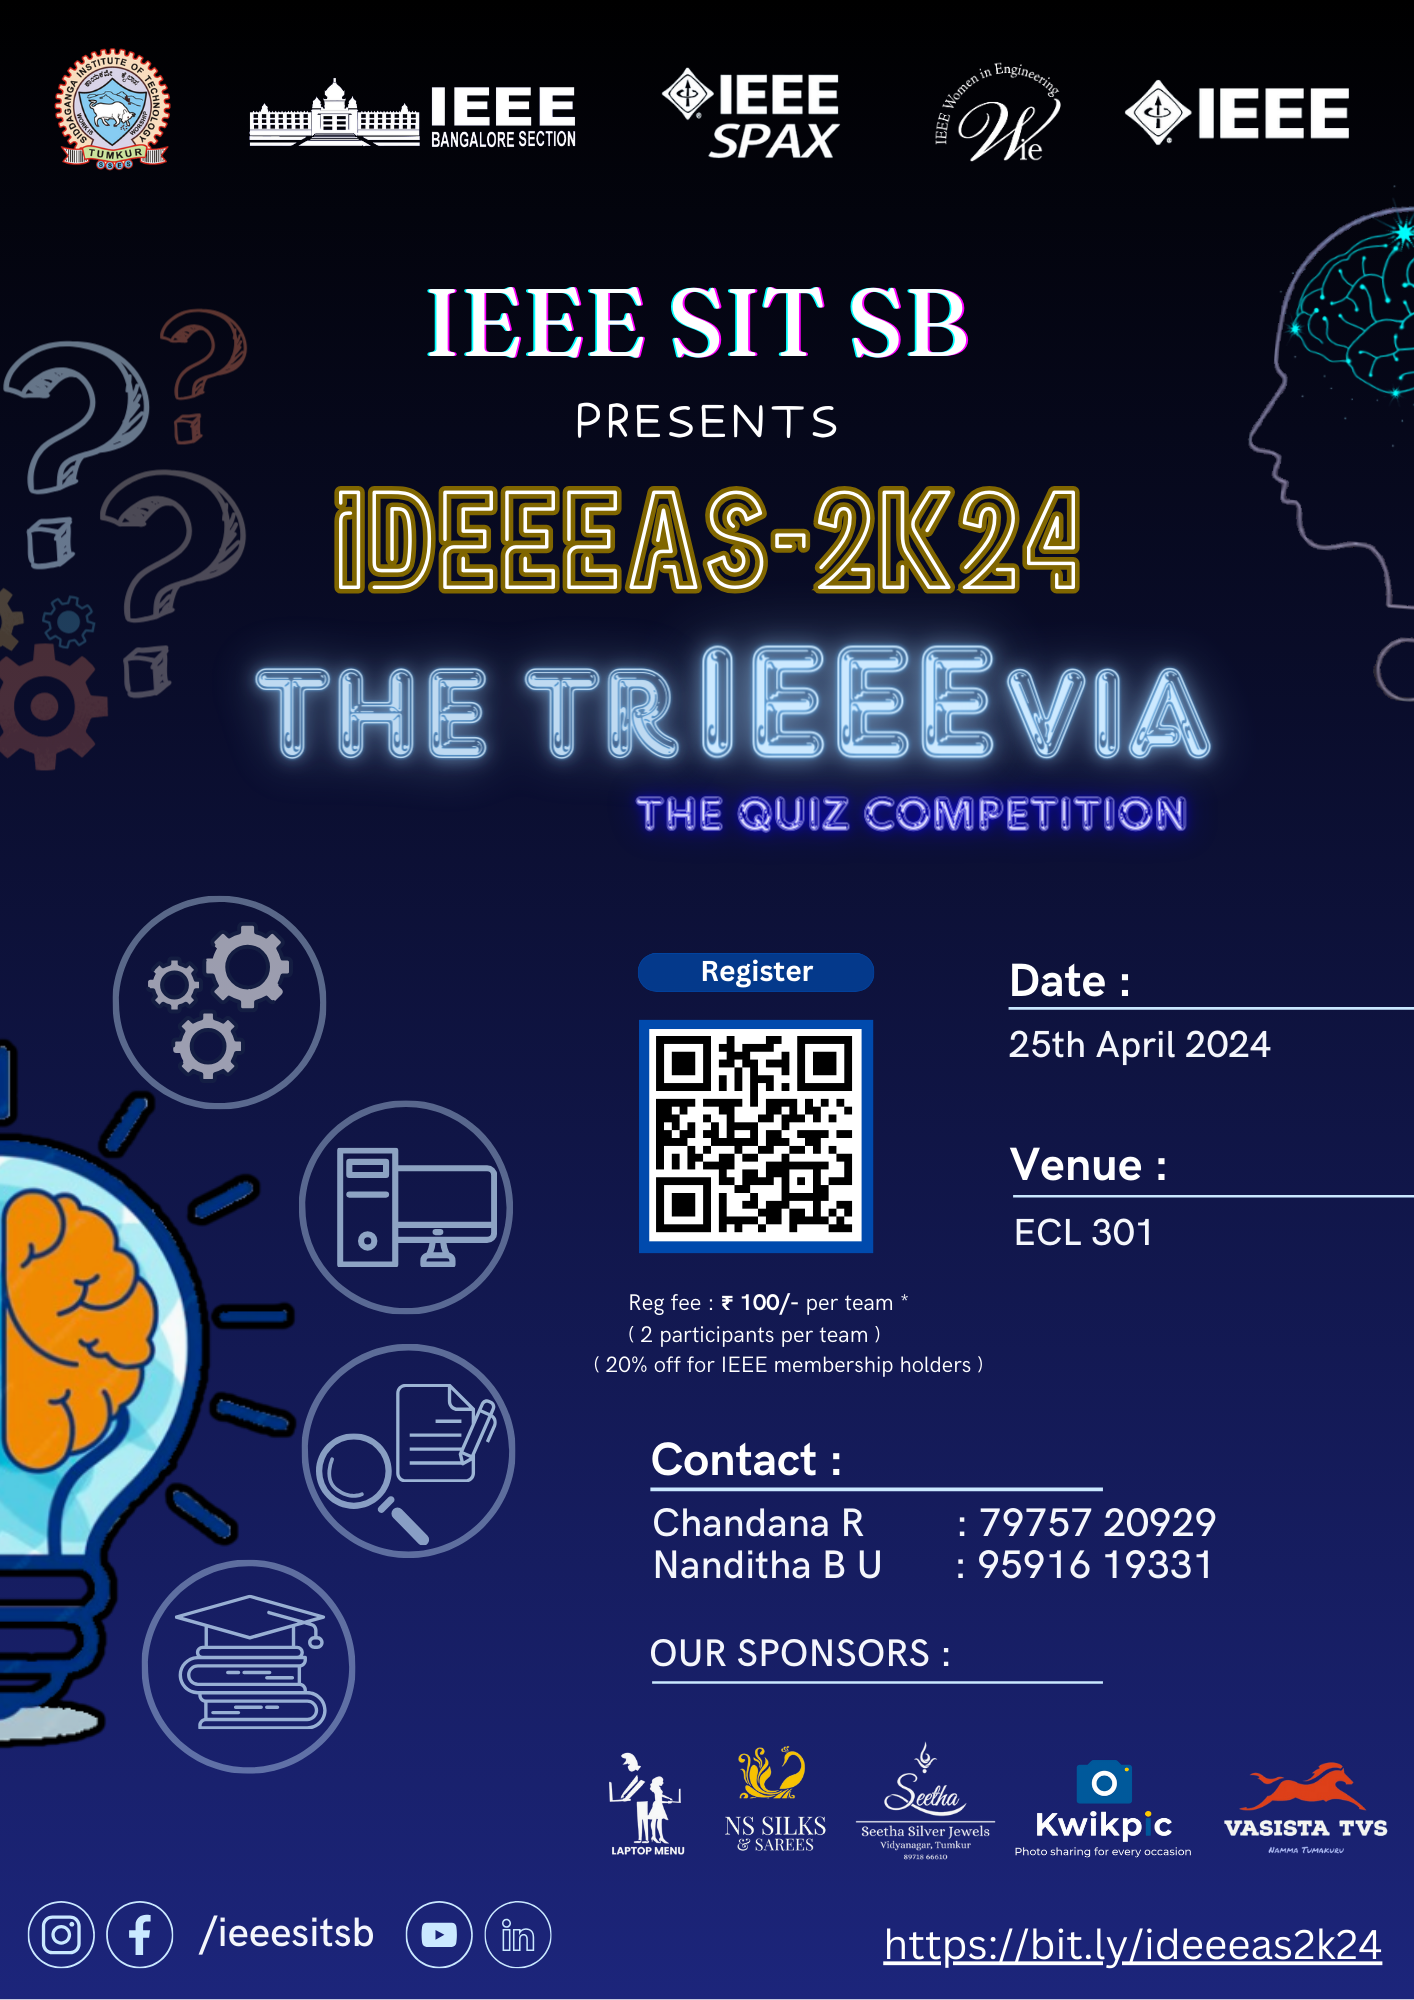 SIDDAGANGA INSTITUTE OF TECHNOLOGY
TUMKUR
IEEE
BANGALORE SECTION
IEEE
SPAX
IEEE Women in Engineering
Wie
IEEE
IEEE SIT SB
PRESENTS
IDEEEAS-2K24
THE TRIEEEVIA
THE QUIZ COMPETITION
Register
Date :
25th April 2024
Venue :
ECL 301
Reg fee : ₹ 100/- per team *
( 2 participants per team )
( 20% off for IEEE membership holders )
Contact :
Chandana R : 79757 20929
Nanditha B U : 95916 19331
OUR SPONSORS :
LAPTOP MENU
NS SILKS
& SAREES
Seetha
Seetha Silver Jewels
Vidyanagar, Tumkur
89718 66610
Kwikpic
Photo sharing for every occasion
VASISTA TVS
NAMMA TUMAKURU
/ieeesitsb
in
https://bit.ly/ideeeas2k24